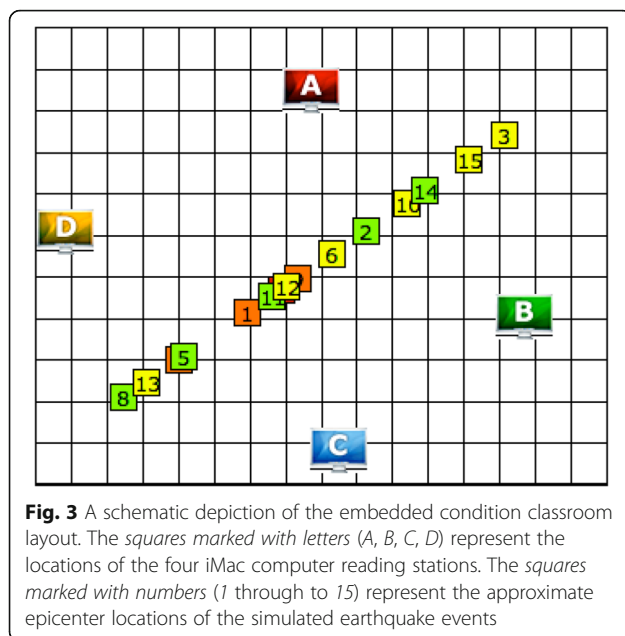 A
3
15
14
10
D
2
6
9
12
11
1
B
5
13
8
C
Fig. 3 A schematic depiction of the embedded condition classroom
layout. The squares marked with letters (A, B, C, D) represent the
locations of the four iMac computer reading stations. The squares
marked with numbers (1 through to 15) represent the approximate
epicenter locations of the simulated earthquake events